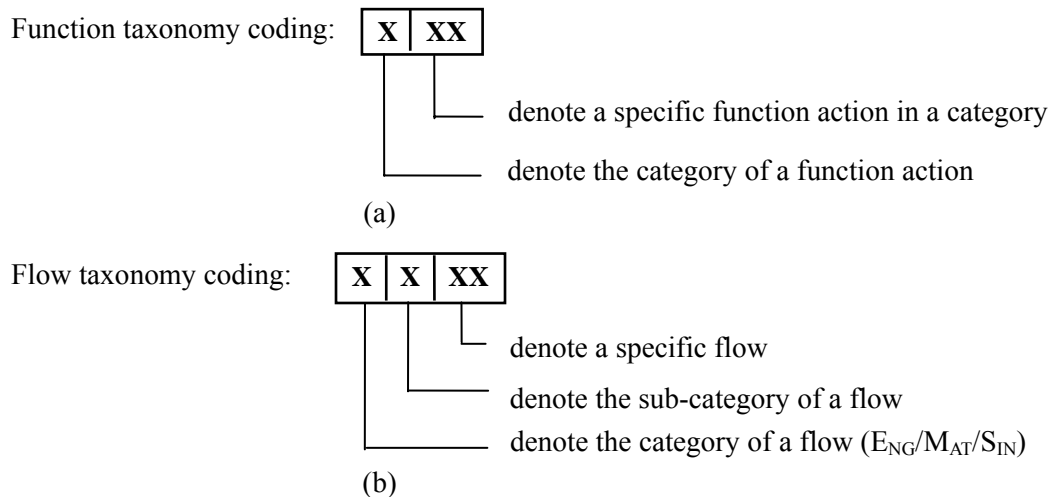 Function taxonomy coding: X XX
denote a specific function action in a category
denote the category of a function action
(a)
Flow taxonomy coding: X X XX
denote a specific flow
denote the sub-category of a flow
denote the category of a flow (ENG/MAT/SIN)
(b)